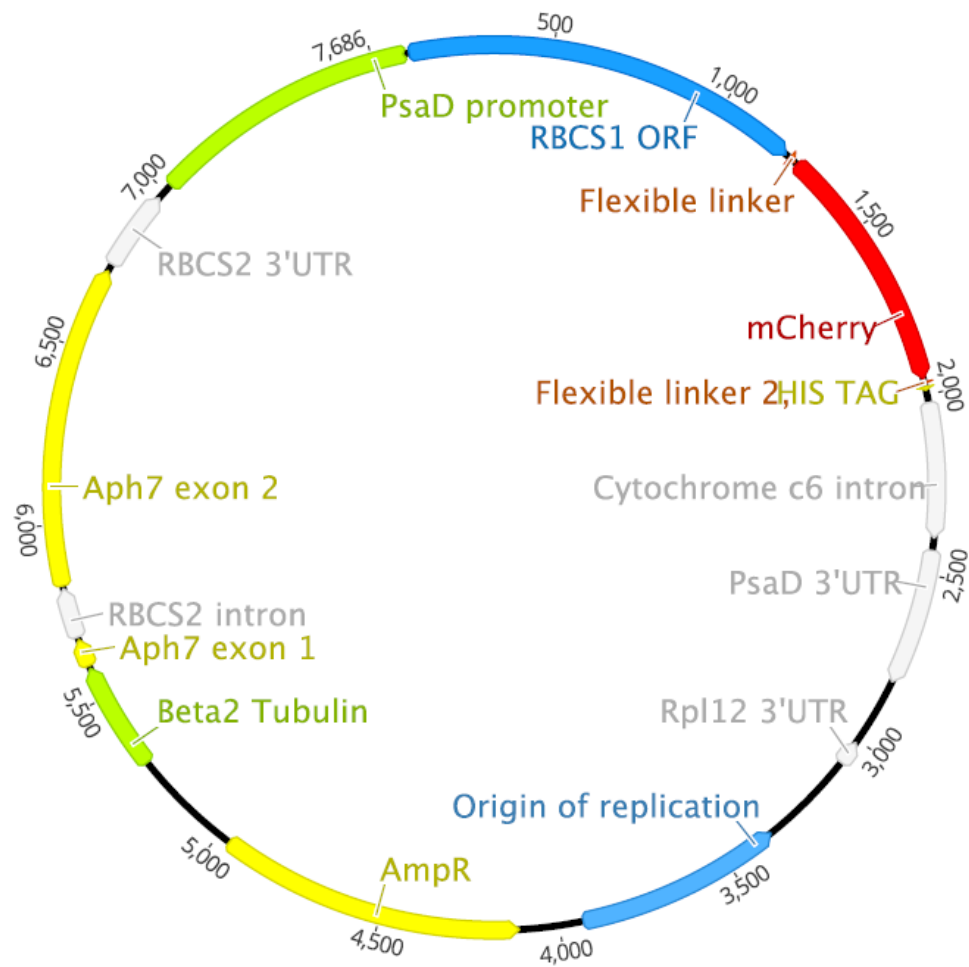 7,686
500
PsaD promoter
1,000
RBCS1 ORF
7,000
Flexible linker
1,500
RBCS2 3'UTR
mCherry
6,500
2,000
Flexible linker 2,
HIS TAG
Aph7 exon 2
Cytochrome c6 intron
6,000
2,500
PsaD 3'UTR
RBCS2 intron
Aph7 exon 1
5,500
Beta2 Tubulin
Rpl12 3'UTR
3,000
Origin of replication
5,000
AmpR
3,500
4,500
4,000